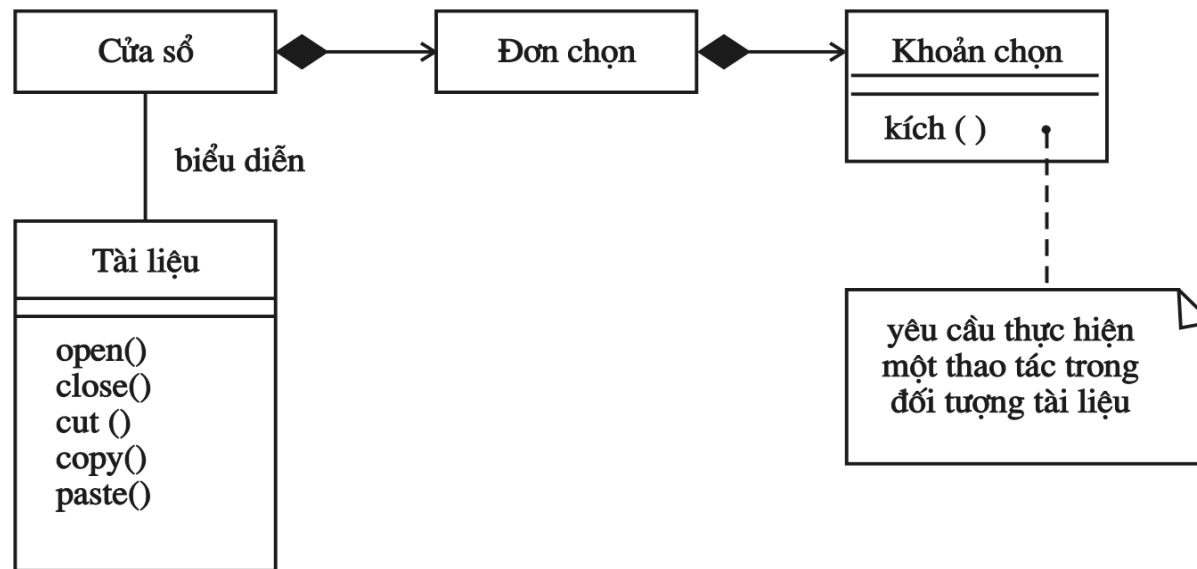 Cửa sổ
Đơn chọn
Khoản chọn
kích ( )
biểu diễn
Tài liệu
open()
close()
cut ()
copy()
paste()
yêu cầu thực hiện
một thao tác trong
đối tượng tài liệu